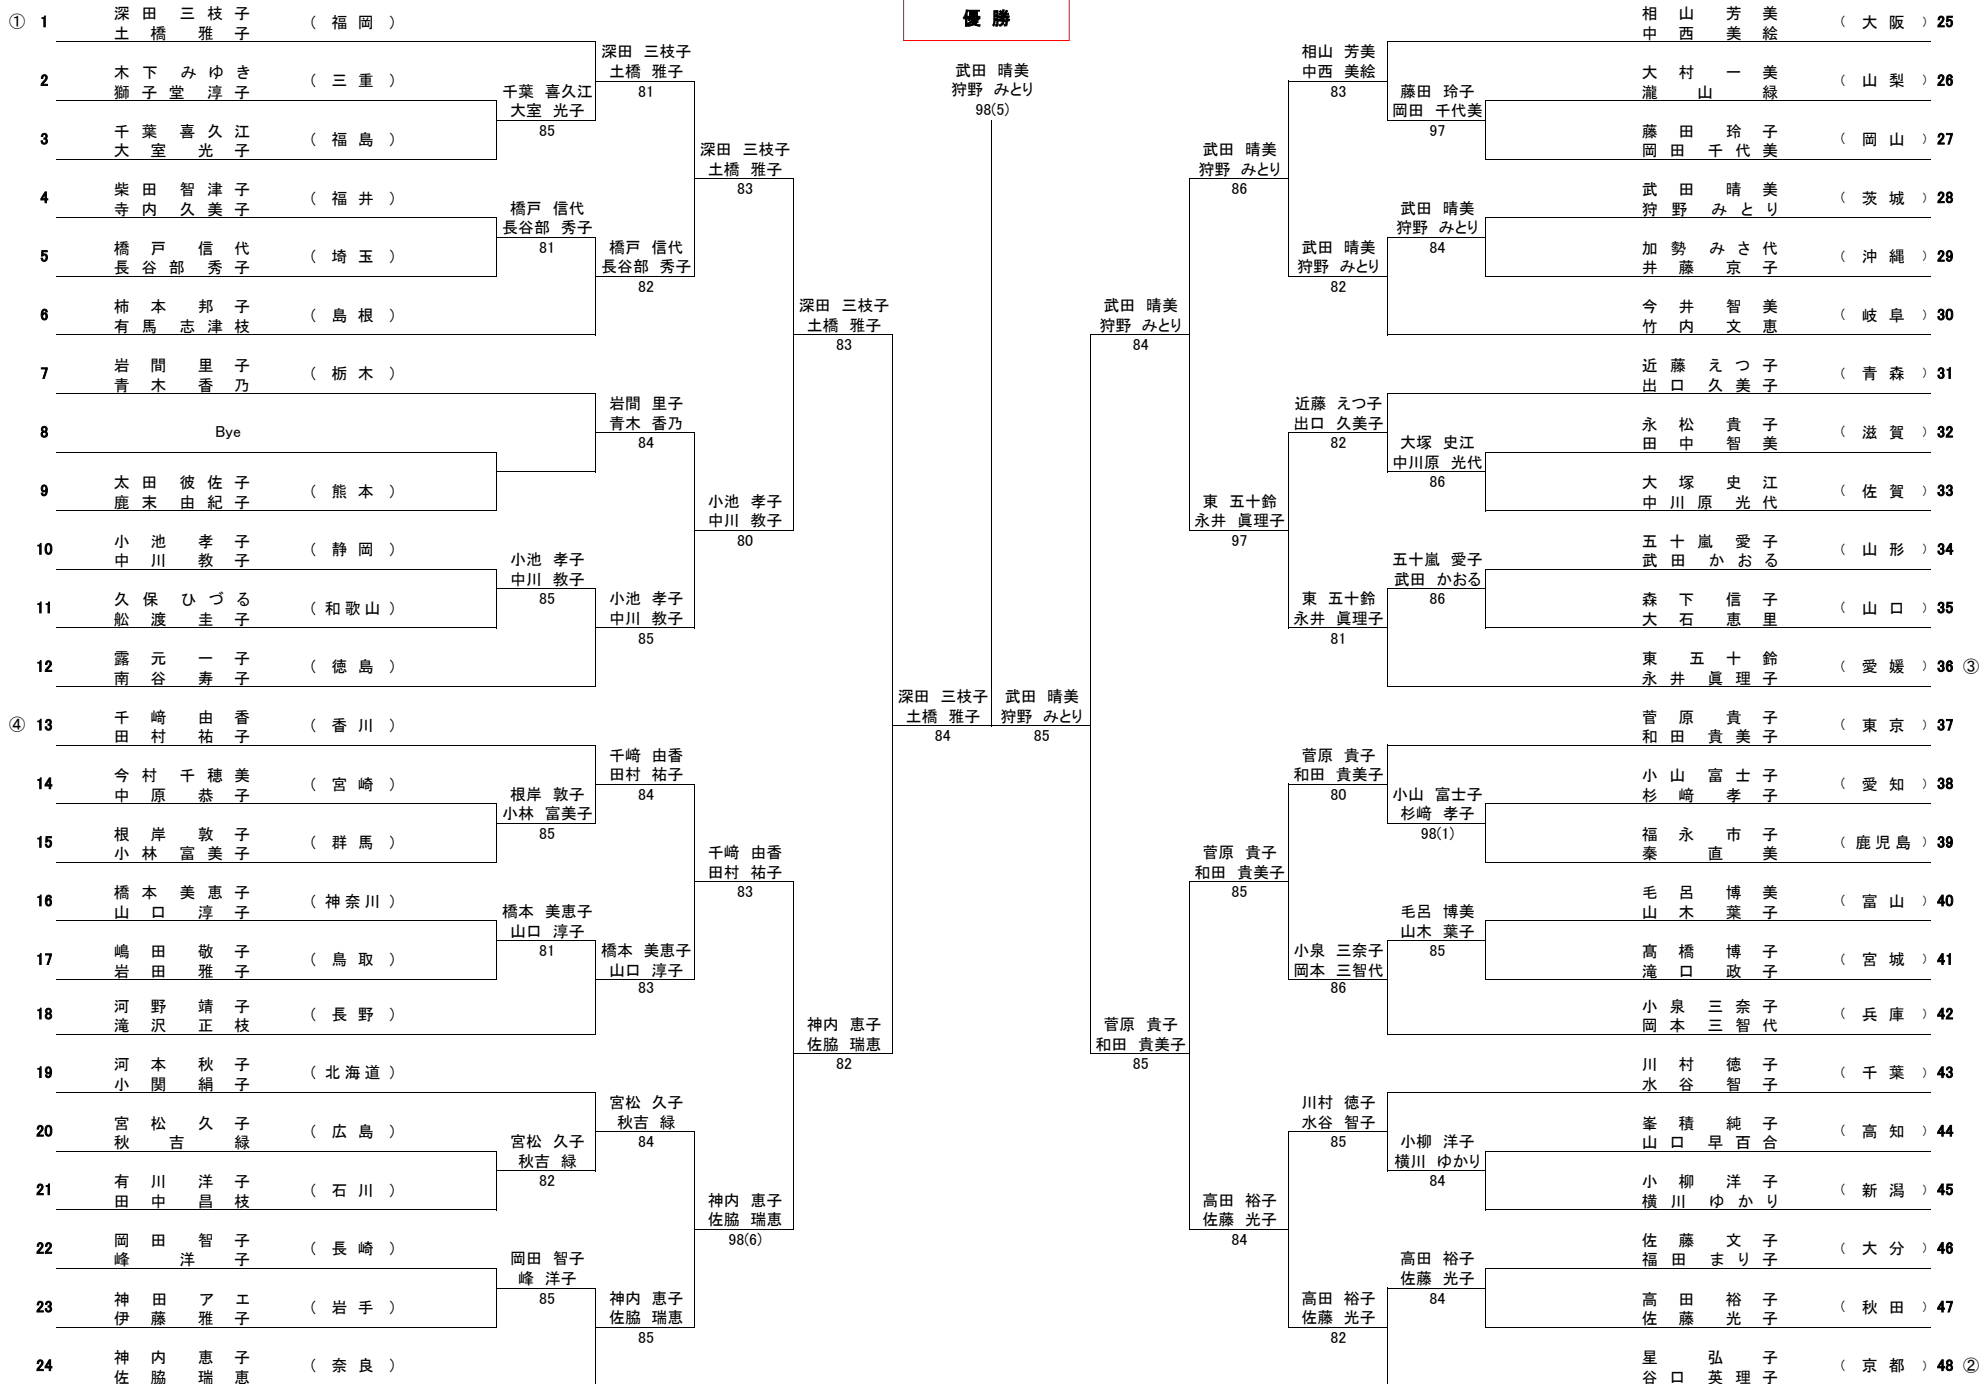 優勝
武田 晴美
狩野 みとり
98(5)
① 1 深田 三枝子 (福岡)
土橋 雅子
2 木下 みゆき (三重)
獅子堂 淳子
3 千葉 喜久江 (福島)
大室 光子
4 柴田 智津子 (福井)
寺内 久美子
5 橋戸 信代 (埼玉)
長谷部 秀子
6 柿本 邦子 (島根)
有馬 志津枝
7 岩間 里子 (栃木)
青木 香乃
8 Bye
9 太田 彼佐子 (熊本)
鹿末 由紀子
10 小池 孝子 (静岡)
中川 教子
11 久保 ひづる (和歌山)
舩渡 圭子
12 露元 一子 (徳島)
南谷 寿子
④ 13 千﨑 由香 (香川)
田村 祐子
14 今村 千穂美 (宮崎)
中原 恭子
15 根岸 敦子 (群馬)
小林 富美子
16 橋本 美恵子 (神奈川)
山口 淳子
17 嶋田 敬子 (鳥取)
岩田 雅子
18 河野 靖子 (長野)
滝沢 正枝
19 河本 秋子 (北海道)
小関 絹子
20 宮松 久子 (広島)
秋吉 緑
21 有川 洋子 (石川)
田中 昌枝
22 岡田 智子 (長崎)
峰 洋子
23 神田 アエ (岩手)
伊藤 雅子
24 神内 恵子 (奈良)
佐脇 瑞恵
千葉 喜久江
大室 光子
85
橋戸 信代
長谷部 秀子
81
小池 孝子
中川 教子
85
根岸 敦子
小林 富美子
85
橋本 美恵子
山口 淳子
81
宮松 久子
秋吉 緑
82
岡田 智子
峰 洋子
85
深田 三枝子
土橋 雅子
81
橋戸 信代
長谷部 秀子
82
岩間 里子
青木 香乃
84
小池 孝子
中川 教子
85
千﨑 由香
田村 祐子
84
橋本 美恵子
山口 淳子
83
宮松 久子
秋吉 緑
84
神内 恵子
佐脇 瑞恵
85
深田 三枝子
土橋 雅子
83
小池 孝子
中川 教子
80
千﨑 由香
田村 祐子
83
神内 恵子
佐脇 瑞恵
98(6)
深田 三枝子
土橋 雅子
83
神内 恵子
佐脇 瑞恵
82
深田 三枝子
土橋 雅子
84
武田 晴美
狩野 みとり
85
武田 晴美
狩野 みとり
84
菅原 貴子
和田 貴美子
85
武田 晴美
狩野 みとり
86
東 五十鈴
永井 眞理子
97
菅原 貴子
和田 貴美子
85
高田 裕子
佐藤 光子
84
相山 芳美
中西 美絵
83
武田 晴美
狩野 みとり
82
近藤 えつ子
出口 久美子
82
東 五十鈴
永井 眞理子
81
菅原 貴子
和田 貴美子
80
小泉 三奈子
岡本 三智代
86
川村 徳子
水谷 智子
85
高田 裕子
佐藤 光子
82
藤田 玲子
岡田 千代美
97
武田 晴美
狩野 みとり
84
大塚 史江
中川原 光代
86
五十嵐 愛子
武田 かおる
86
小山 富士子
杉﨑 孝子
98(1)
毛呂 博美
山木 葉子
85
小柳 洋子
横川 ゆかり
84
高田 裕子
佐藤 光子
84
相山 芳美 (大阪) 25
中西 美絵
大村 一美 (山梨) 26
瀧山 緑
藤田 玲子 (岡山) 27
岡田 千代美
武田 晴美 (茨城) 28
狩野 みとり
加勢 みさ代 (沖縄) 29
井藤 京子
今井 智美 (岐阜) 30
竹内 文恵
近藤 えつ子 (青森) 31
出口 久美子
永松 貴子 (滋賀) 32
田中 智美
大塚 史江 (佐賀) 33
中川原 光代
五十嵐 愛子 (山形) 34
武田 かおる
森下 信子 (山口) 35
大石 恵里
東 五十鈴 (愛媛) 36 ③
永井 眞理子
菅原 貴子 (東京) 37
和田 貴美子
小山 富士子 (愛知) 38
杉﨑 孝子
福永 市子 (鹿児島) 39
秦 直美
毛呂 博美 (富山) 40
山木 葉子
髙橋 博子 (宮城) 41
滝口 政子
小泉 三奈子 (兵庫) 42
岡本 三智代
川村 徳子 (千葉) 43
水谷 智子
峯積 純子 (高知) 44
山口 早百合
小柳 洋子 (新潟) 45
横川 ゆかり
佐藤 文子 (大分) 46
福田 まり子
高田 裕子 (秋田) 47
佐藤 光子
星 弘子 (京都) 48 ②
谷口 英理子